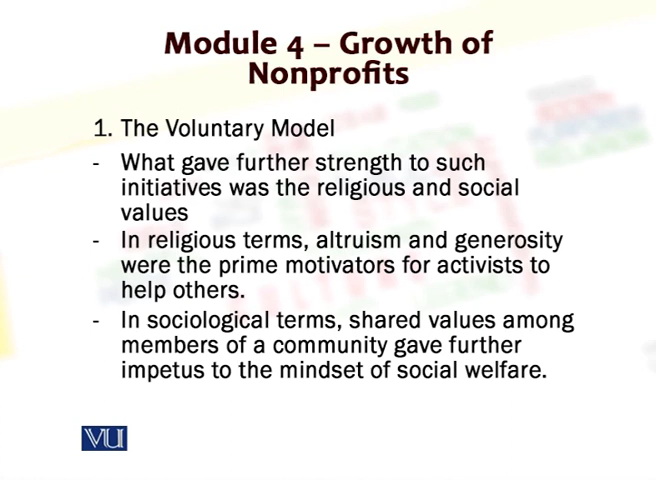 Module 4 – Growth of
Nonprofits
1. The Voluntary Model
- What gave further strength to such
initiatives was the religious and social
values
- In religious terms, altruism and generosity
were the prime motivators for activists to
help others.
- In sociological terms, shared values among
members of a community gave further
impetus to the mindset of social welfare.
VU